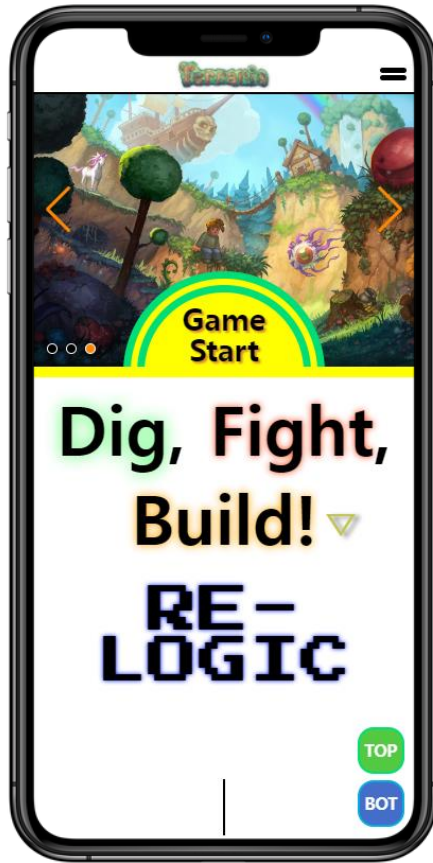 Terraria
Game
Start
Dig, Fight,
Build!
RE-
LOGIC
TOP
BOT